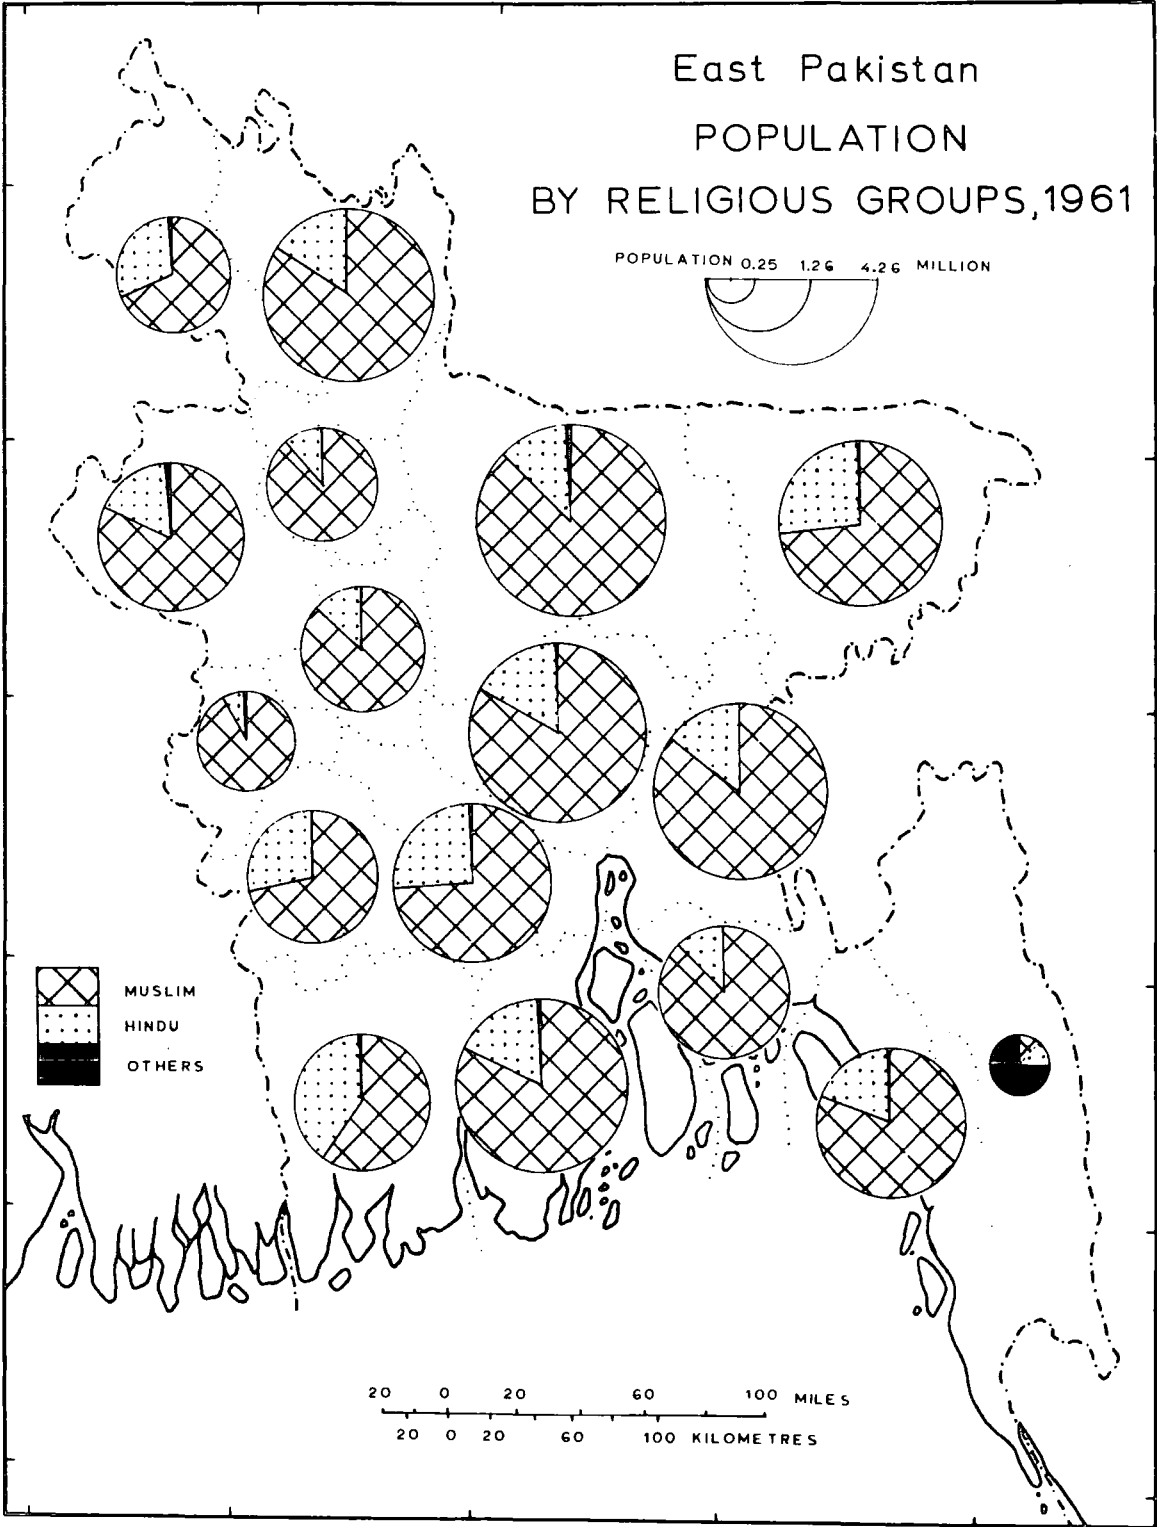 East Pakistan
POPULATION
BY RELIGIOUS GROUPS, 1961
POPULATION 0.25 1.26 4.26 MILLION
MUSLIM
HINDU
OTHERS
20 0 20 60 100 MILES
20 0 20 60 100 KILOMETRES